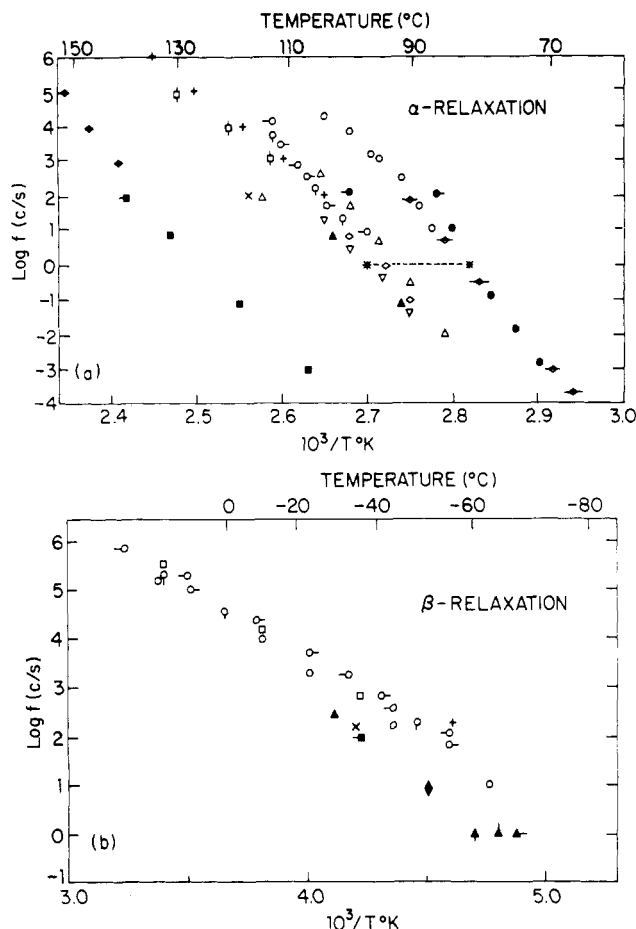 TEMPERATURE (°C)
150 130 110 90 70
6
5
4
3
2
1
0
-1
-2
-3
-4
Log f (c/s)
α-RELAXATION
(a)
2.4 2.5 2.6 2.7 2.8 2.9 3.0
10³/T°K
TEMPERATURE (°C)
0 -20 -40 -60 -80
6
5
4
3
2
1
0
-1
Log f (c/s)
β-RELAXATION
(b)
3.0 4.0 5.0
10³/T°K